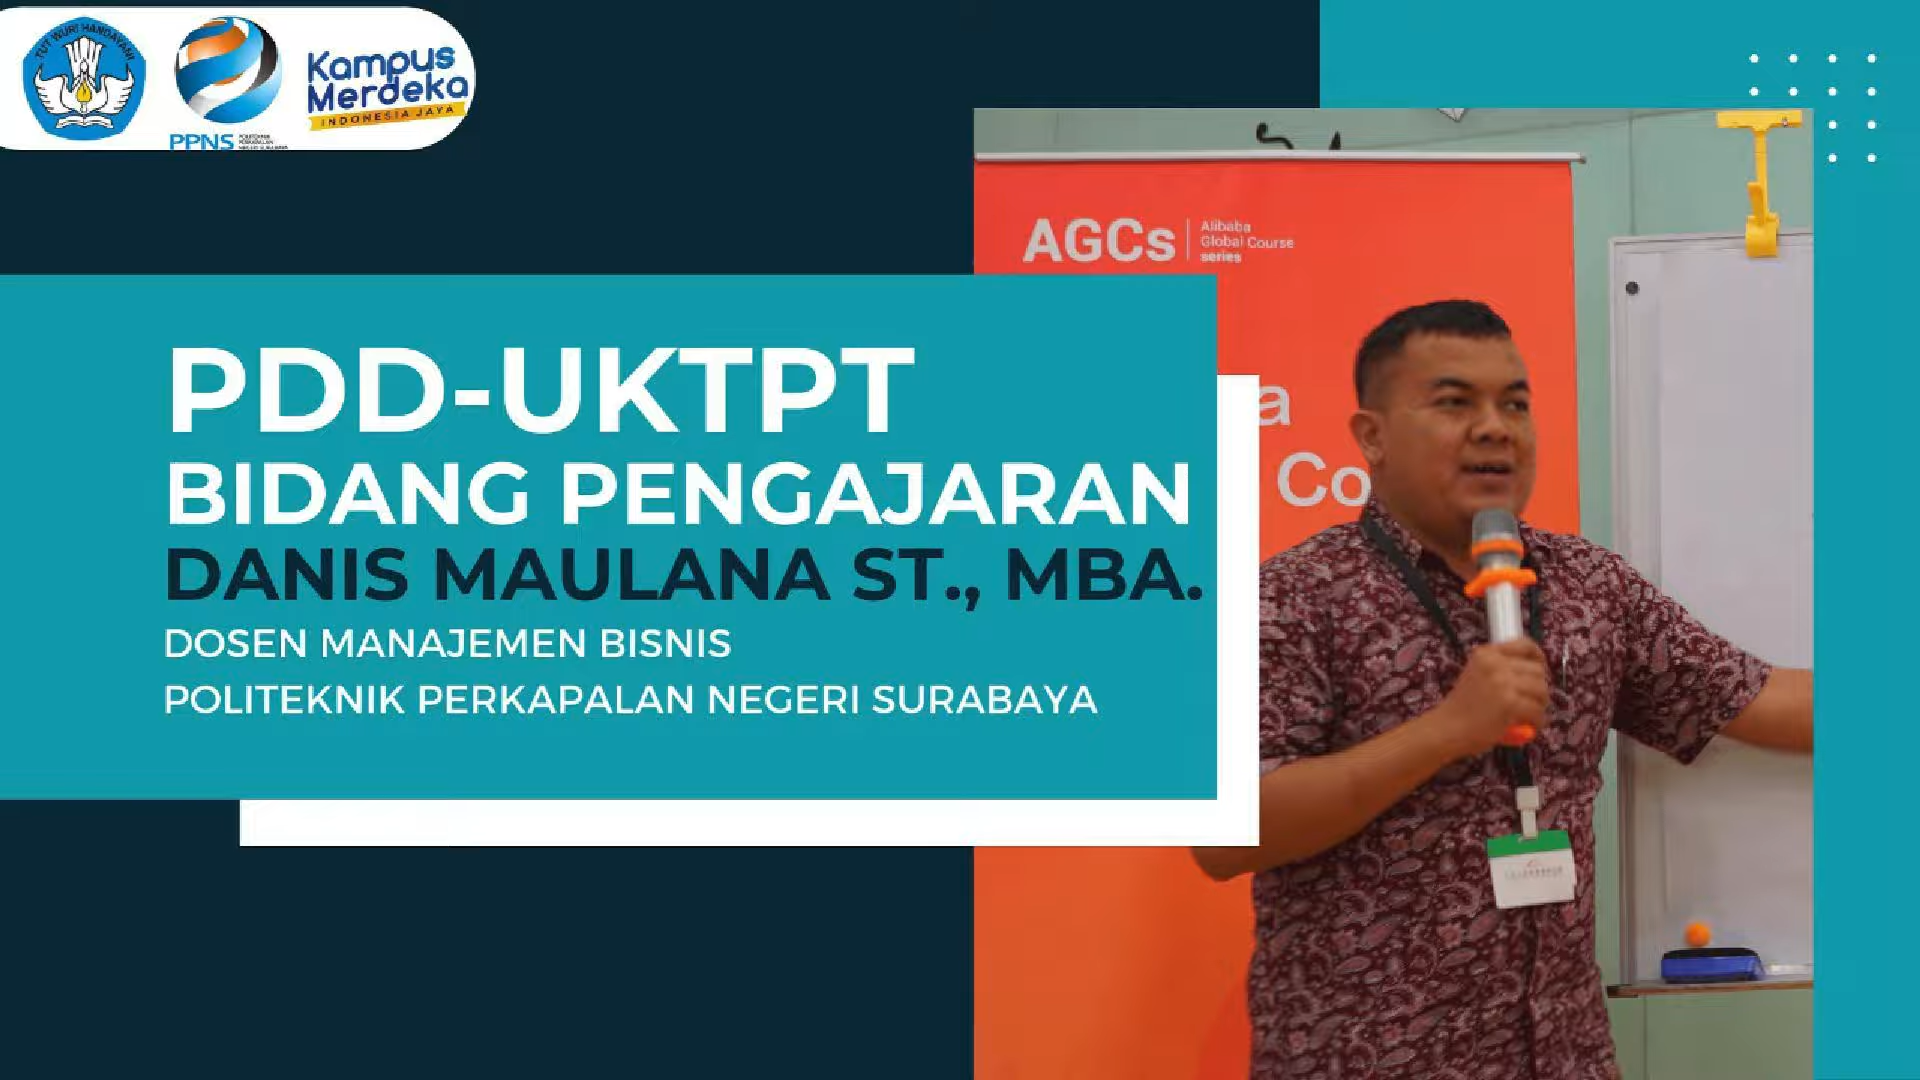 TUT WURI HANDAYANI
PPNS
Kampus
Merdeka
INDONESIA JAYA
AGCs
Alibaba
Global Course
series
a
Co
PDD-UKTPT
BIDANG PENGAJARAN
DANIS MAULANA ST., MBA.
DOSEN MANAJEMEN BISNIS
POLITEKNIK PERKAPALAN NEGERI SURABAYA